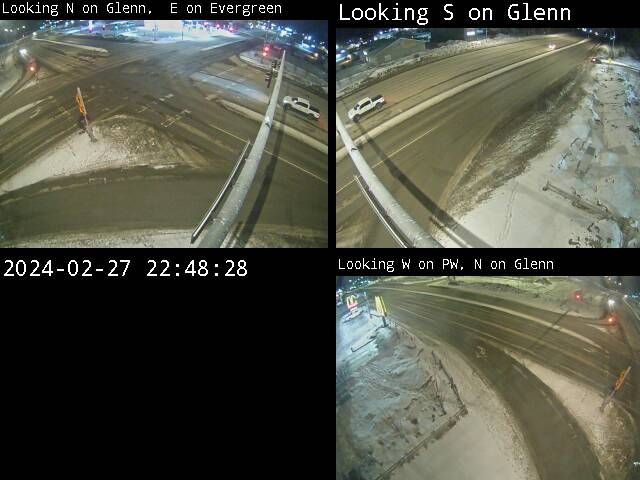 Looking N on Glenn, E on Evergreen
Looking S on Glenn
2024-02-27 22:48:28
Looking W on PW, N on Glenn